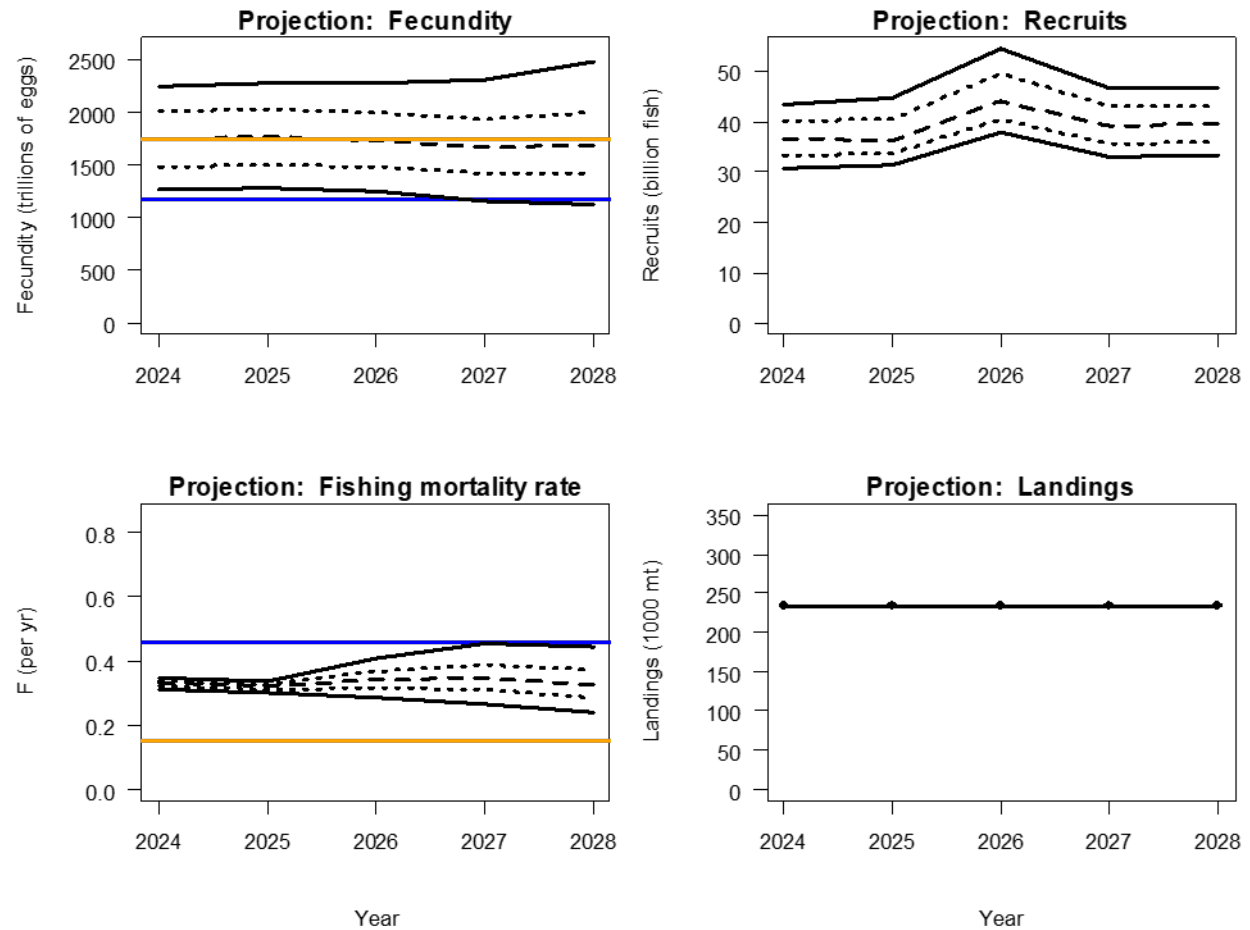 Projection:  Fecundity
Fecundity (trillions of eggs)
2500
2000
1500
1000
500
0
2024 2025 2026 2027 2028
Projection:  Recruits
Recruits (billion fish)
50
40
30
20
10
0
2024 2025 2026 2027 2028
Projection:  Fishing mortality rate
F (per yr)
0.8
0.6
0.4
0.2
0.0
2024 2025 2026 2027 2028
Year
Projection:  Landings
Landings (1000 mt)
350
300
250
200
150
100
50
0
2024 2025 2026 2027 2028
Year